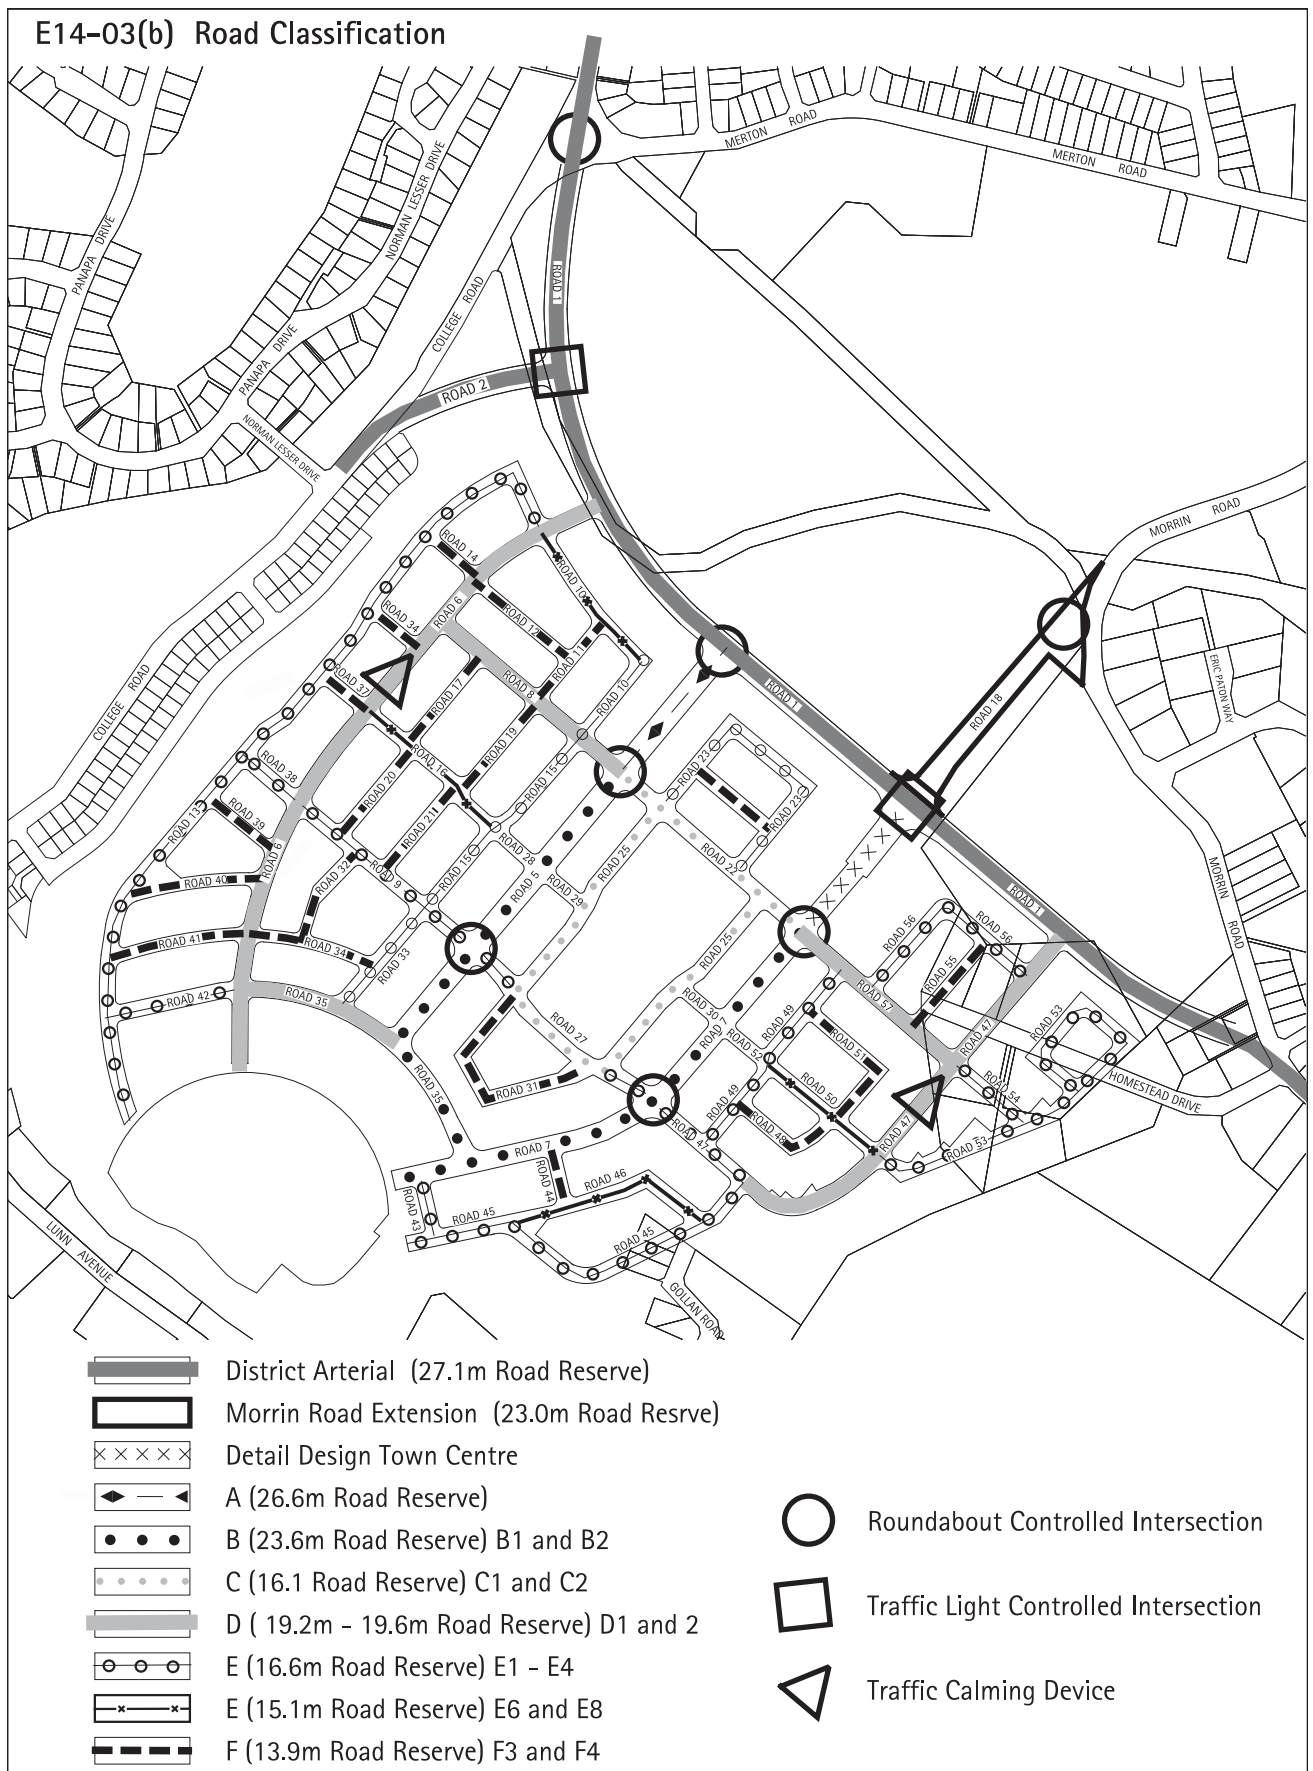 E14-03(b) Road Classification
MERTON ROAD
MERTON ROAD
NORMAN LESSER DRIVE
PANAPA DRIVE
ROAD 1
COLLEGE ROAD
PANAPA DRIVE
ROAD 2
NORMAN LESSER DRIVE
MORRIN ROAD
ROAD 14
ROAD 10
ROAD 6
ROAD 34
ROAD 12
ROAD 11
ERIC PATON WAY
COLLEGE ROAD
ROAD 37
ROAD 17
ROAD 8
ROAD 10
ROAD 1
ROAD 18
ROAD 19
ROAD 16
ROAD 15
ROAD 38
ROAD 20
ROAD 23
ROAD 23
ROAD 13
ROAD 39
ROAD 21
ROAD 28
ROAD 6
ROAD 32
ROAD 9
ROAD 15
ROAD 25
ROAD 22
ROAD 40
ROAD 5
ROAD 29
ROAD 1
MORRIN ROAD
ROAD 41
ROAD 34
ROAD 33
ROAD 25
ROAD 56
ROAD 56
ROAD 55
ROAD 42
ROAD 35
ROAD 30
ROAD 57
ROAD 27
ROAD 7
ROAD 49
ROAD 47
ROAD 53
ROAD 52
ROAD 51
ROAD 35
ROAD 31
ROAD 50
ROAD 54
HOMESTEAD DRIVE
ROAD 49
ROAD 48
ROAD 47
ROAD 47
ROAD 53
ROAD 7
ROAD 44
ROAD 46
ROAD 43
ROAD 45
ROAD 45
LUNN AVENUE
GOLLAN ROAD
District Arterial (27.1m Road Reserve)
Morrin Road Extension (23.0m Road Resrve)
Detail Design Town Centre
A (26.6m Road Reserve)
B (23.6m Road Reserve) B1 and B2
C (16.1 Road Reserve) C1 and C2
D ( 19.2m - 19.6m Road Reserve) D1 and 2
E (16.6m Road Reserve) E1 - E4
E (15.1m Road Reserve) E6 and E8
F (13.9m Road Reserve) F3 and F4
Roundabout Controlled Intersection
Traffic Light Controlled Intersection
Traffic Calming Device